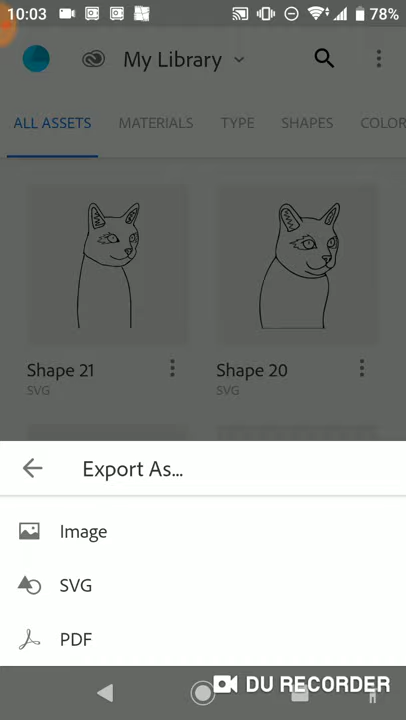 10:03
78%
My Library
ALL ASSETS MATERIALS TYPE SHAPES COLOR
Shape 21
SVG
Shape 20
SVG
Export As...
Image
SVG
PDF
DU RECORDER